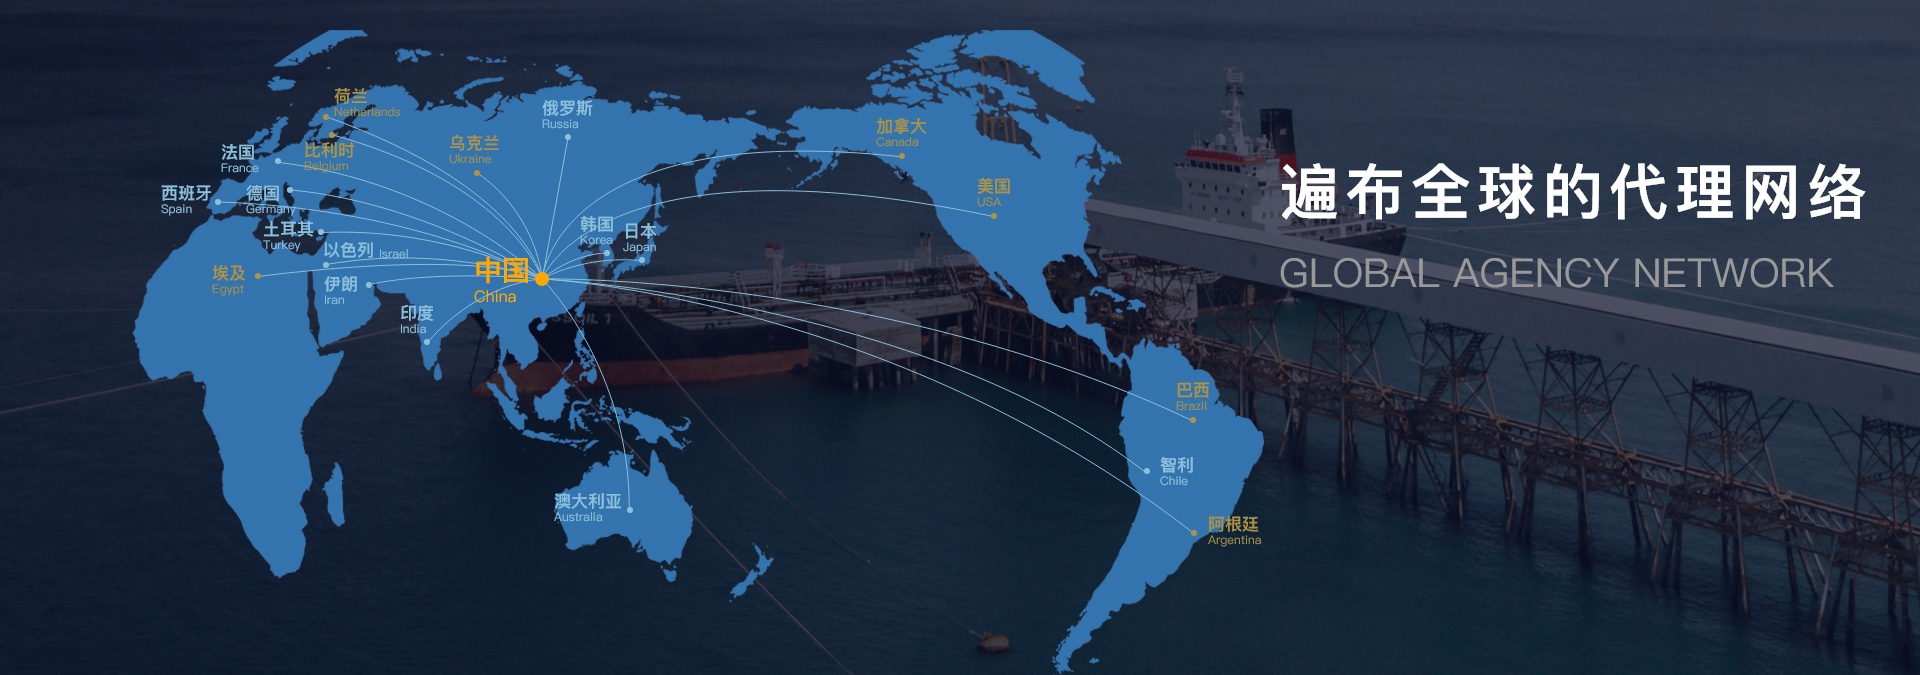 荷兰
Netherlands
比利时
Belgium
法国
France
西班牙
Spain
德国
Germany
土耳其
Turkey
以色列 Israel
埃及
Egypt
伊朗
Iran
印度
India
乌克兰
Ukraine
俄罗斯
Russia
韩国
Korea
日本
Japan
中国
China
澳大利亚
Australia
加拿大
Canada
美国
USA
巴西
Brazil
智利
Chile
阿根廷
Argentina
遍布全球的代理网络
GLOBAL AGENCY NETWORK